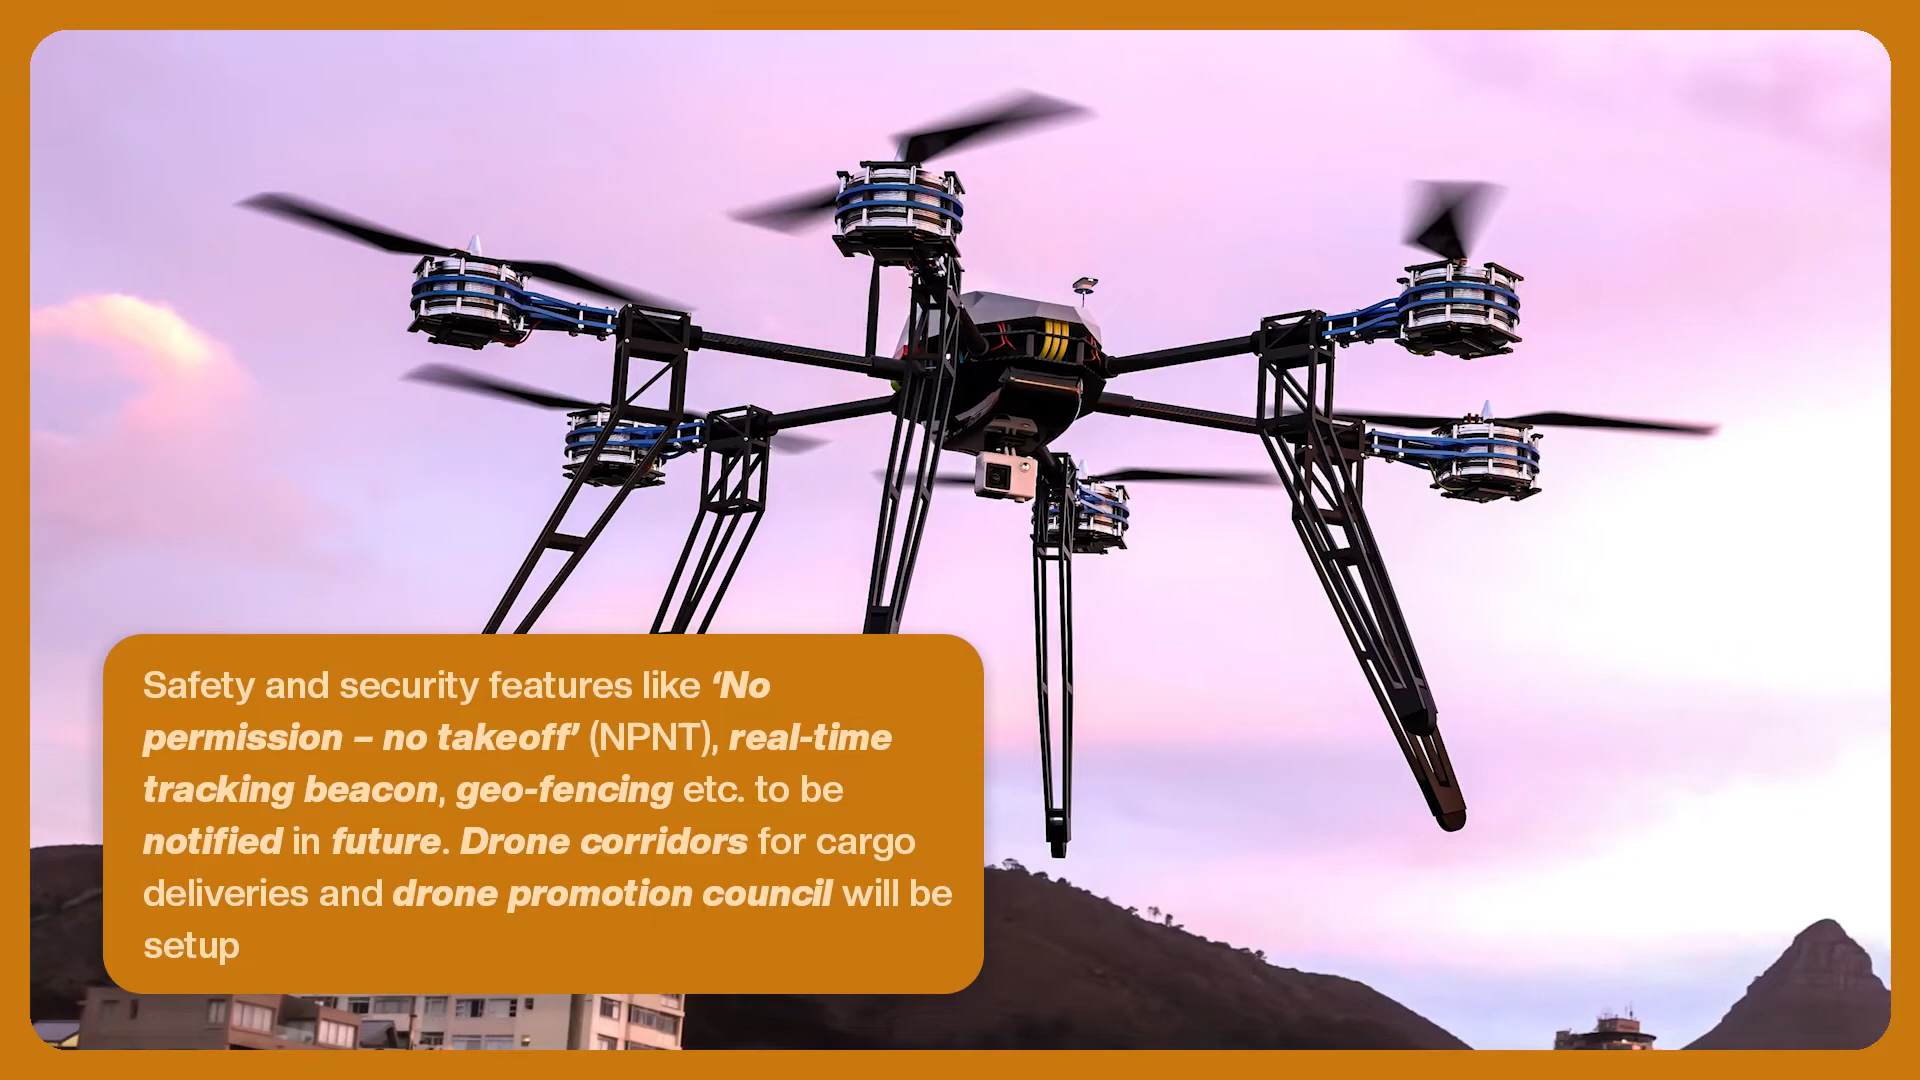 Safety and security features like ‘No
permission – no takeoff’ (NPNT), real-time
tracking beacon, geo-fencing etc. to be
notified in future. Drone corridors for cargo
deliveries and drone promotion council will be
setup